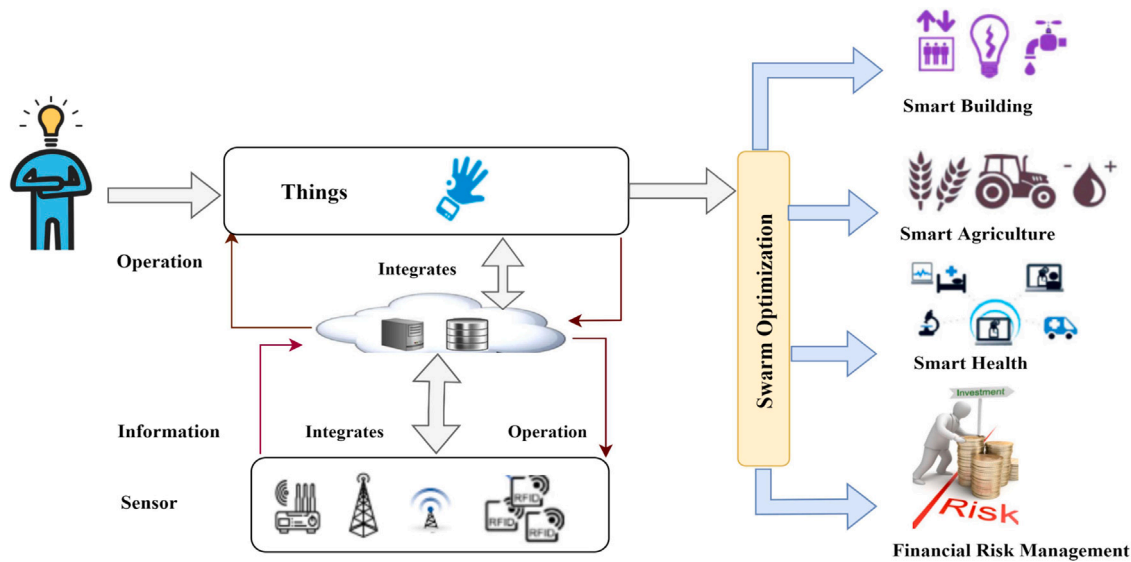 Smart Building
Things
Smart Agriculture
- +
Operation
Integrates
Swarm Optimization
Smart Health
Investment
Information
Integrates
Operation
Sensor
RFID
RFID
RFID
Risk
Financial Risk Management